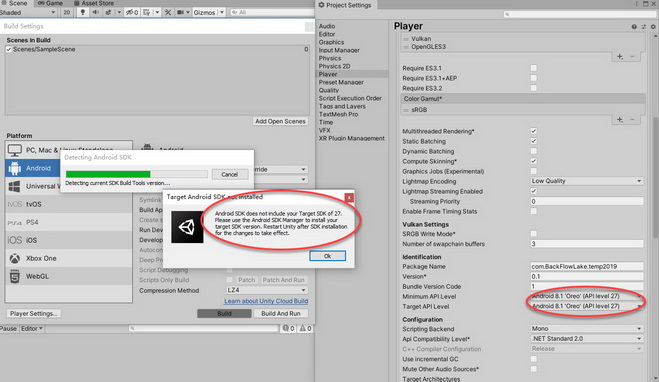 Scene
Game
Asset Store
Shaded
2D
0
Gizmos
All
Build Settings
Scenes In Build
Scenes/SampleScene
0
Add Open Scenes
Platform
PC, Mac & Linux Standalone
Android
Android
Universal W
tvOS
tvOS
PS4
PS4
iOS
iOS
Xbox One
WebGL
Detecting Android SDK
Cancel
Detecting current SDK Build Tools version....
erride
Symlink
Build Ap
Create s
Run Devi
Develo
Autocon
Deep Pro
Script Debugging
Scripts Only Build
Patch
Patch And Run
Compression Method
LZ4
Learn about Unity Cloud Build
Player Settings...
Build
Build And Run
Pause
Editor
0
0
Target Android SDK not installed
Android SDK does not include your Target SDK of 27.
Please use the Android SDK Manager to install your
target SDK version. Restart Unity after SDK installation
for the changes to take effect.
Ok
Project Settings
Audio
Editor
Graphics
Input Manager
Physics
Physics 2D
Player
Preset Manager
Quality
Script Execution Order
Tags and Layers
TextMesh Pro
Time
VFX
XR Plugin Management
Player
Vulkan
OpenGLES3
Require ES3.1
Require ES3.1+AEP
Require ES3.2
Color Gamut*
sRGB
Multithreaded Rendering*
Static Batching
Dynamic Batching
Compute Skinning*
Graphics Jobs (Experimental)
Lightmap Encoding
Low Quality
Lightmap Streaming Enabled
Streaming Priority
0
Enable Frame Timing Stats
Vulkan Settings
SRGB Write Mode*
Number of swapchain buffers
3
Identification
Package Name
com.BackFlowLake.temp2019
Version*
0.1
Bundle Version Code
1
Minimum API Level
Android 8.1 'Oreo' (API level 27)
Target API Level
Android 8.1 'Oreo' (API level 27)
Configuration
Scripting Backend
Mono
Api Compatibility Level*
.NET Standard 2.0
C++ Compiler Configuration
Release
Use incremental GC
Mute Other Audio Sources*
Target Architectures